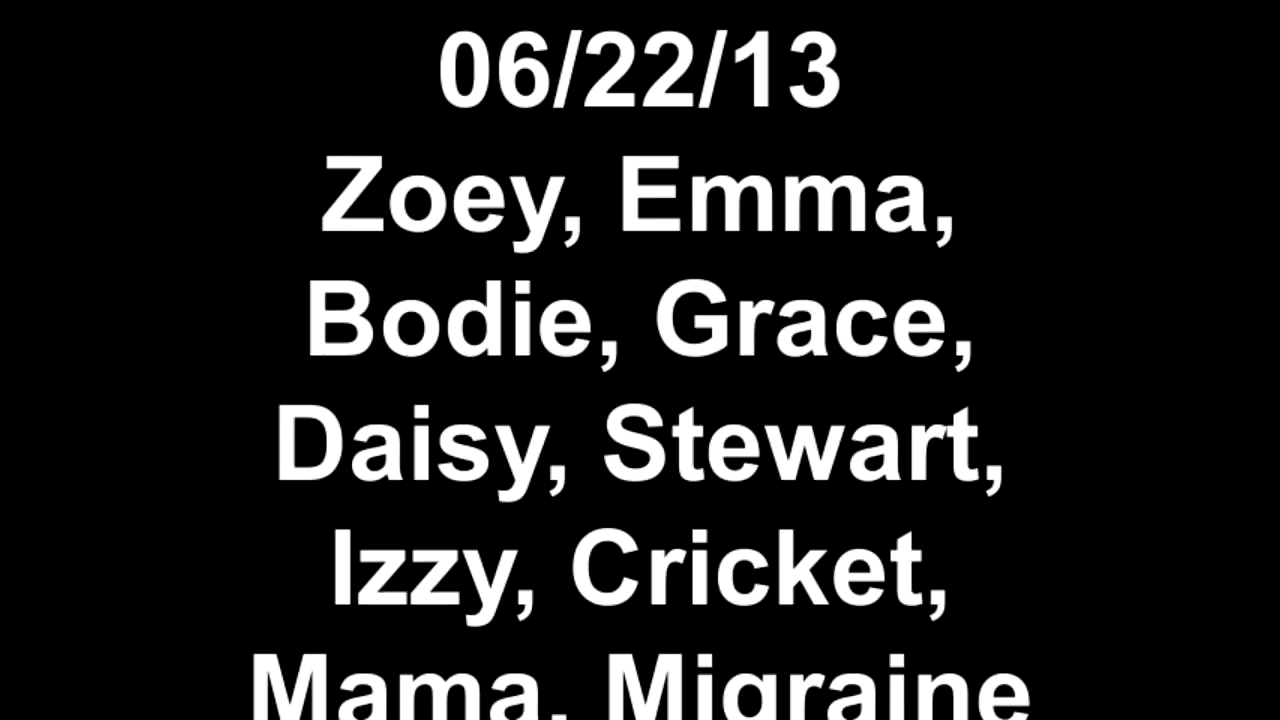 06/22/13
Zoey, Emma,
Bodie, Grace,
Daisy, Stewart,
Izzy, Cricket,
Mama, Migraine